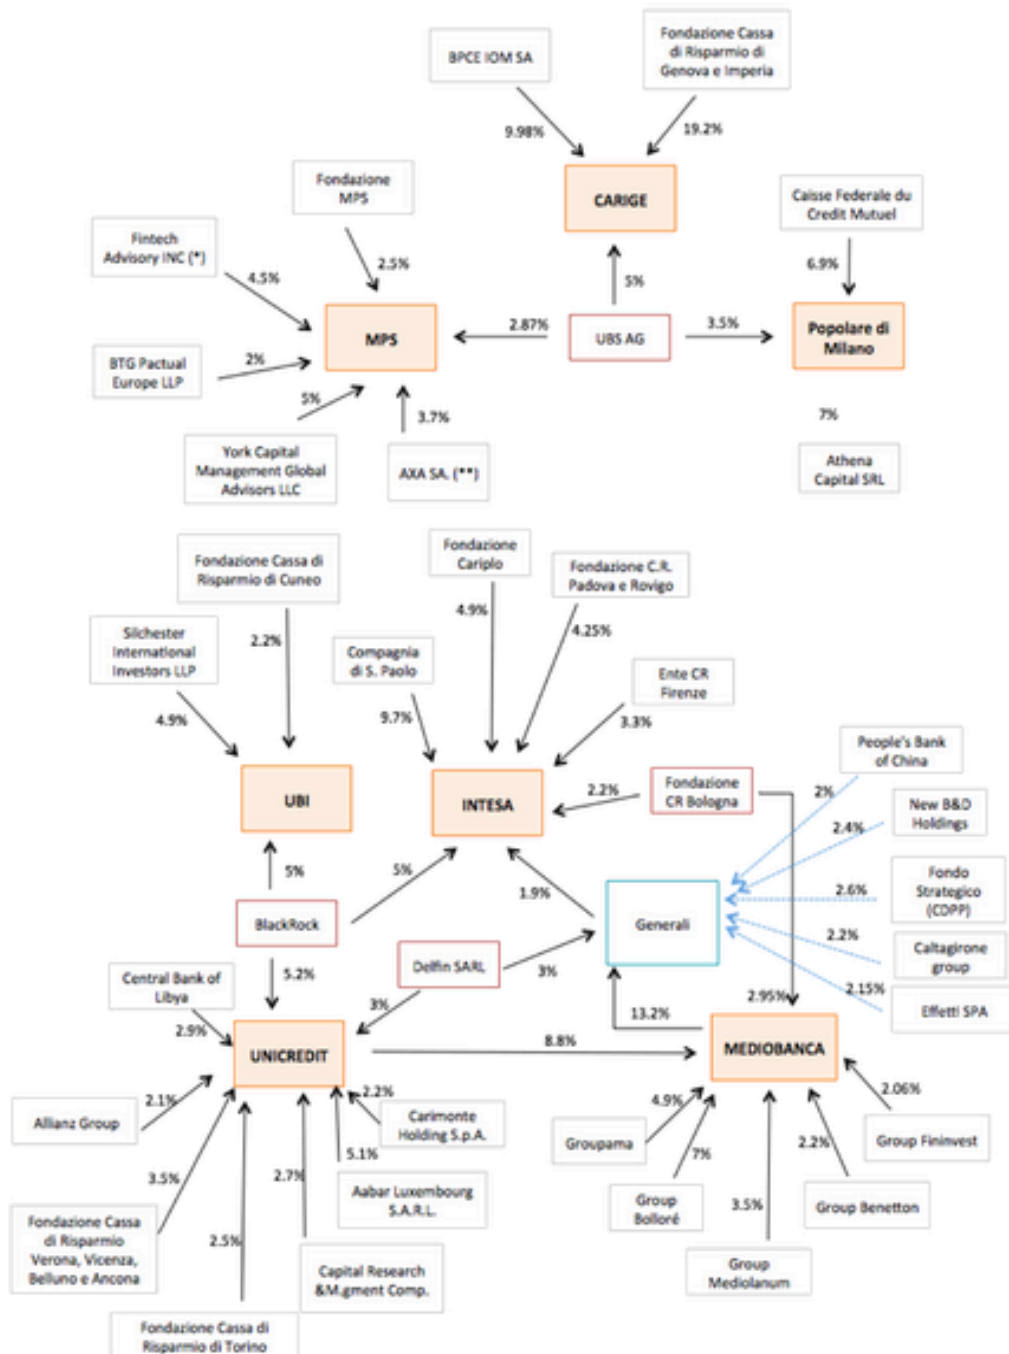 BPCE IOM SA
Fondazione Cassa
di Risparmio di
Genova e Imperia
9.98%
19.2%
Fondazione
MPS
CARIGE
Caisse Federale du
Credit Mutuel
Fintech
Advisory INC (*)
4.5%
2.5%
5%
6.9%
MPS
2.87%
UBS AG
3.5%
Popolare di
Milano
BTG Pactual
Europe LLP
2%
5%
3.7%
7%
York Capital
Management Global
Advisors LLC
AXA SA. (**)
Athena
Capital SRL
Fondazione Cassa di
Risparmio di Cuneo
Fondazione
Cariplo
Fondazione C.R.
Padova e Rovigo
4.9%
4.25%
Silchester
International
Investors LLP
2.2%
Compagnia
di S. Paolo
Ente CR
Firenze
4.9%
9.7%
3.3%
People's Bank
of China
UBI
INTESA
2.2%
Fondazione
CR Bologna
2%
New B&D
Holdings
2.4%
5%
5%
1.9%
Generali
2.6%
Fondo
Strategico
(CDPP)
BlackRock
2.2%
Caltagirone
group
Central Bank of
Libya
5.2%
Delfin SARL
3%
3%
2.95%
2.15%
Effetti SPA
2.9%
13.2%
UNICREDIT
8.8%
MEDIOBANCA
2.2%
2.1%
Allianz Group
Carimonte
Holding S.p.A.
4.9%
2.06%
Groupama
Group Fininvest
5.1%
7%
2.2%
3.5%
2.7%
Aabar Luxembourg
S.A.R.L.
Group
Bolloré
3.5%
Group Benetton
Fondazione Cassa
di Risparmio
Verona, Vicenza,
Belluno e Ancona
2.5%
Capital Research
&M.gment Comp.
Group
Mediolanum
Fondazione Cassa di
Risparmio di Torino